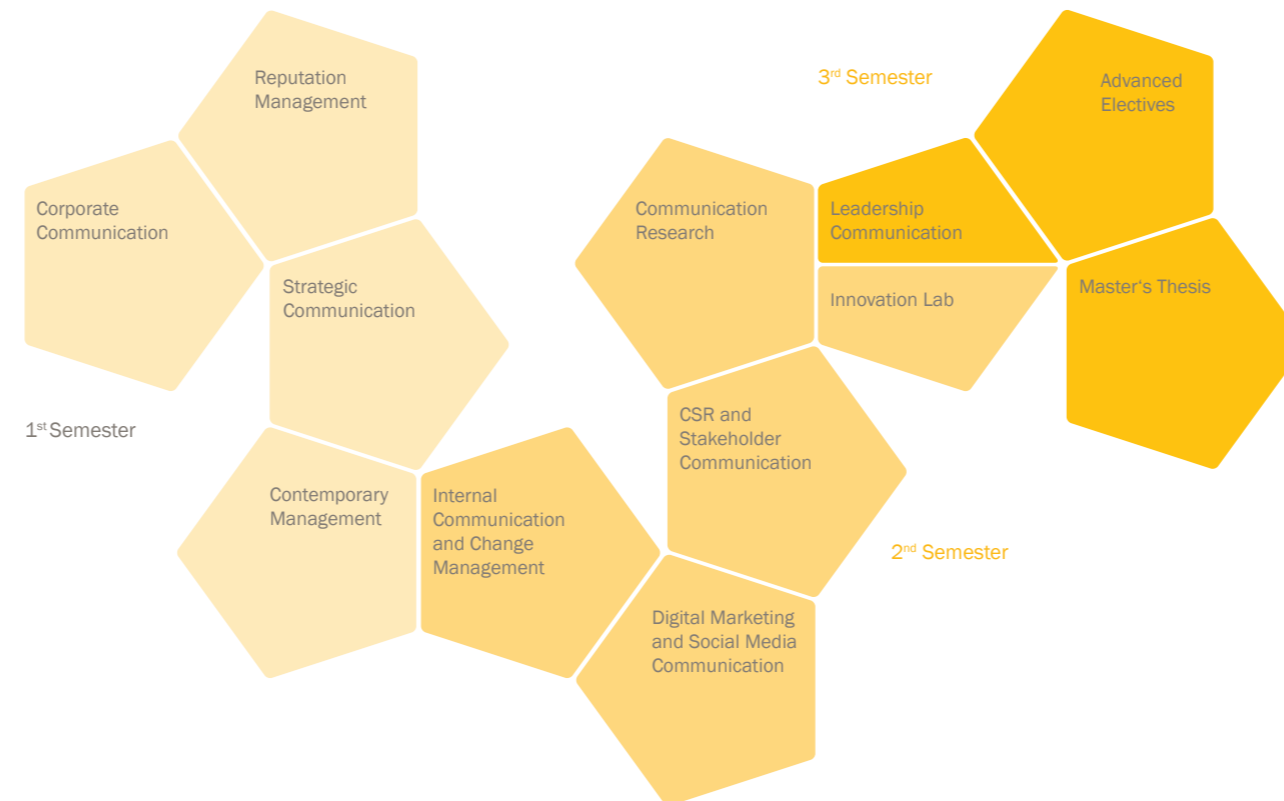 Reputation
Management
Corporate
Communication
Strategic
Communication
1st Semester
Contemporary
Management
Internal
Communication
and Change
Management
Digital Marketing
and Social Media
Communication
CSR and
Stakeholder
Communication
2nd Semester
Communication
Research
Innovation Lab
3rd Semester
Leadership
Communication
Advanced
Electives
Master's Thesis